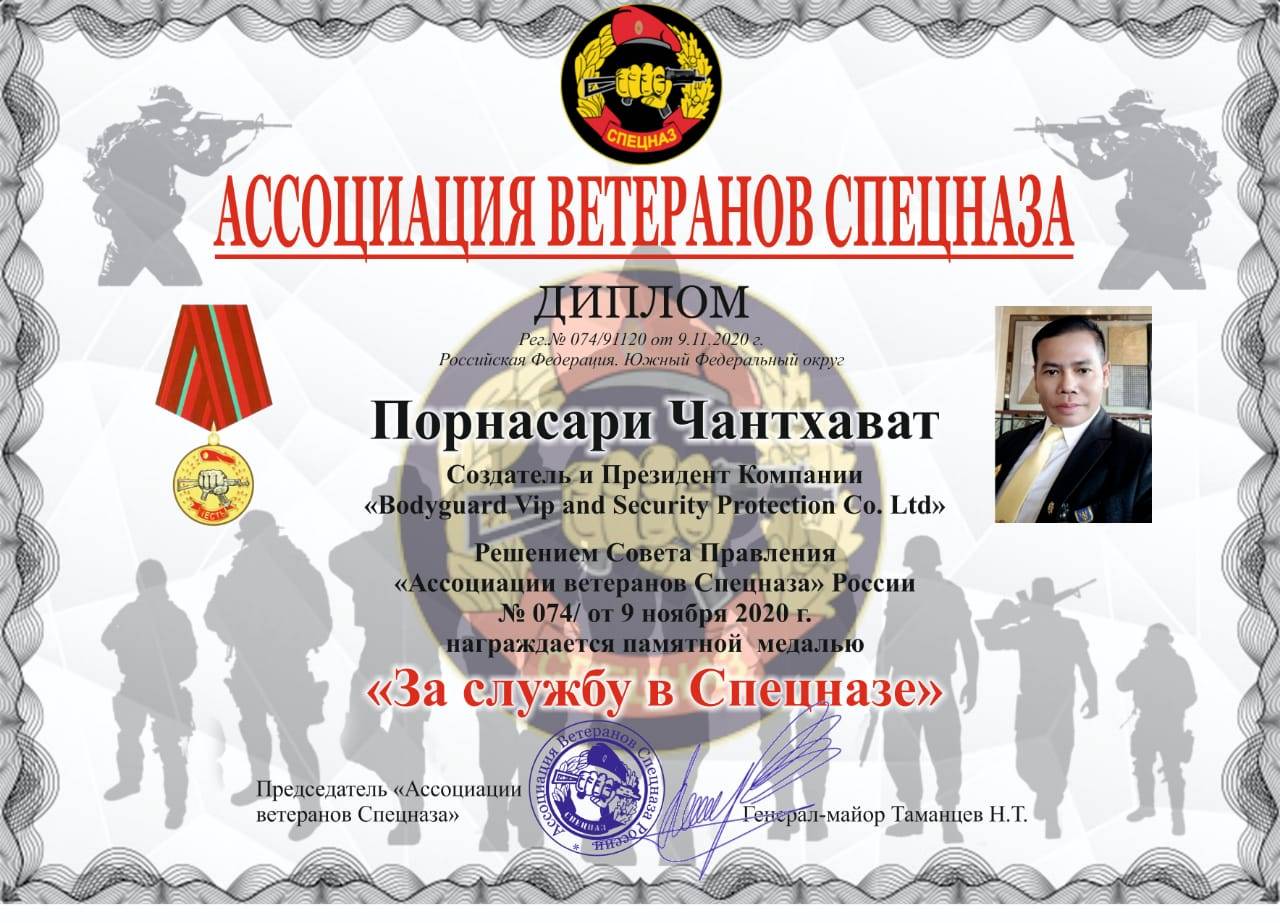 СПЕЦНАЗ
АССОЦИАЦИЯ ВЕТЕРАНОВ СПЕЦНАЗА
ДИПЛОМ
Рег.№ 074/91120 от 9.11.2020 г.
Российская Федерация. Южный Федеральный округ
Порнасари Чантхават
Создатель и Президент Компании
«Bodyguard Vip and Security Protection Co. Ltd»
ЧЕСТЬ
Решением Совета Правления
«Ассоциации ветеранов Спецназа» России
№ 074/ от 9 ноября 2020 г.
награждается памятной медалью
СПЕЦНАЗ
«За службу в Спецназе»
Председатель «Ассоциации
ветеранов Спецназа»
* Ассоциация Ветеранов Спецназа России
СПЕЦНАЗ
Генерал-майор Таманцев Н.Т.